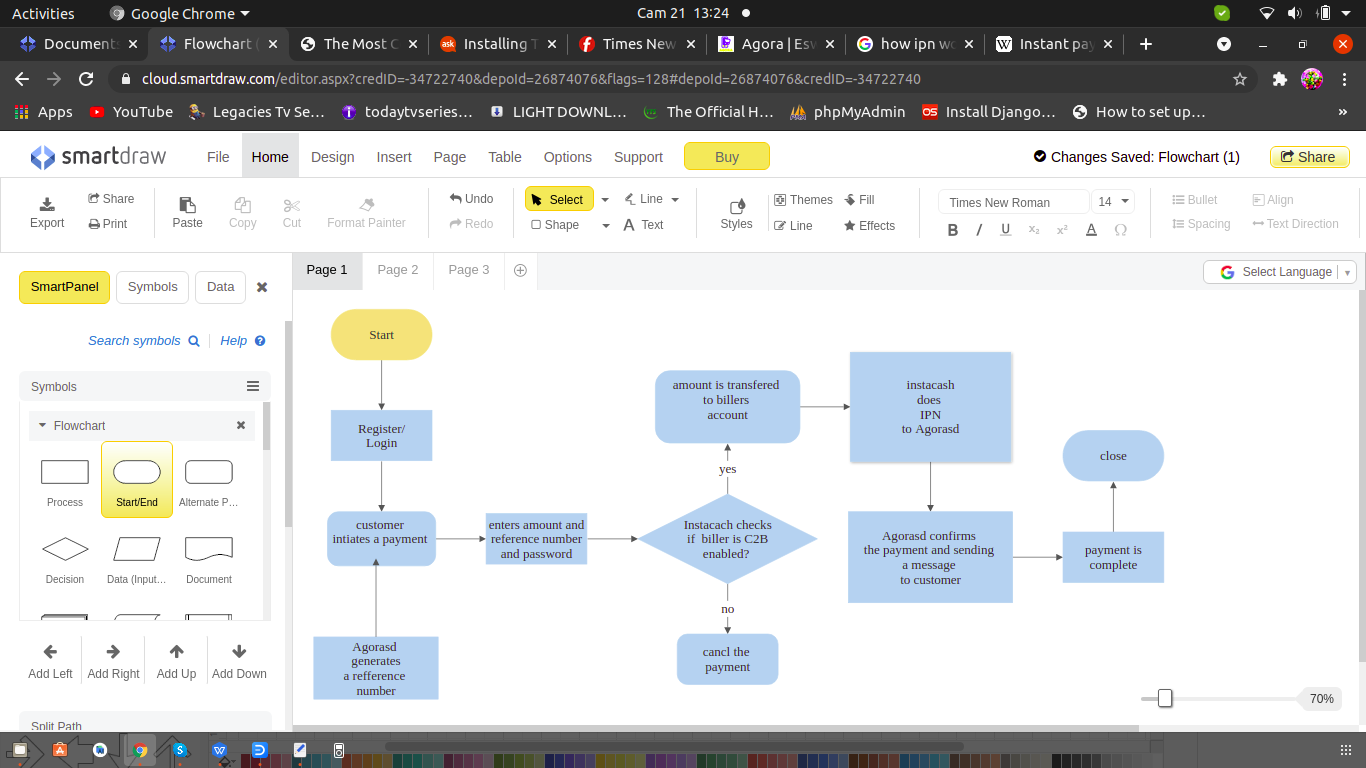 Activities
Google Chrome
Cam 21 13:24
Document
Flowchart (
The Most C
ask
Installing T
Times New
Agora | Esw
how ipn wo
Instant pay
cloud.smartdraw.com/editor.aspx?credID=-34722740&depoId=26874076&flags=128#depoId=26874076&credID=-34722740
Apps
YouTube
Legacies Tv Se...
todaytvseries...
LIGHT DOWNL...
The Official H...
phpMyAdmin
OS
Install Django...
How to set up...
»
smartdraw
File
Home
Design
Insert
Page
Table
Options
Support
Buy
Changes Saved: Flowchart (1)
Share
Export
Share
Print
Paste
Copy
Cut
Format Painter
Undo
Redo
Select
Line
Shape
A Text
Styles
Themes
Fill
Line
Effects
Times New Roman
14
B I U x₂ x² A Ω
Bullet
Align
Spacing
Text Direction
SmartPanel
Symbols
Data
Page 1
Page 2
Page 3
G Select Language
Search symbols
Help
Symbols
Flowchart
Process
Start/End
Alternate P...
Decision
Data (Input...
Document
Add Left
Add Right
Add Up
Add Down
Split Path
Start
Register/
Login
customer
intiates a payment
Agorasd
generates
a refference
number
enters amount and
reference number
and password
Instacach checks
if biller is C2B
enabled?
yes
no
amount is transfered
to billers
account
cancl the
payment
instacash
does
IPN
to Agorasd
Agorasd confirms
the payment and sending
a message
to customer
payment is
complete
close
70%